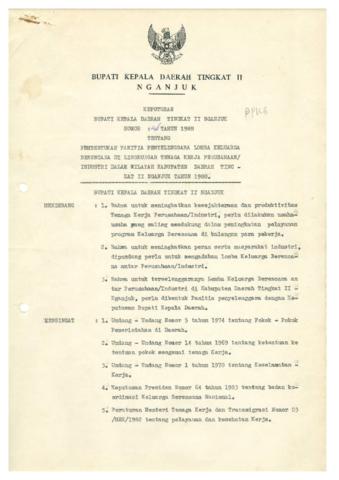 BUPATI KEPALA DAERAH TINGKAT II
NGANJUK
KEPUTUSAN
BUPATI KEPALA DAERAH TINGKAT II NGANJUK
NOMOR : TAHUN 1988
TENTANG
PEMBENTUKAN PANITIA PENYELENGGARA LOMBA KELUARGA
BERENCANA DI LINGKUNGAN TENAGA KERJA PERUSAHAAN/
INDUSTRI DALAM WILAYAH KABUPATEN DAERAH TING -
KAT II NGANJUK TAHUN 1988.
BUPATI KEPALA DAERAH TINGKAT II NGANJUK
MENIMBANG : 1. Bahwa untuk meningkatkan kesejahteraan dan produktivitas
Tenaga Kerja Perusahaan/Industri, perlu dilakukan usaha-
usaha yang saling mendukung dalam peningkatan pelayanan
program Keluarga Berencana di kalangan para pekerja.
2. Bahwa untuk meningkatkan peran serta masyarakat industri,
dipandang perlu untuk mengadakan lomba Keluarga Berenca
na antar Perusahaan/Industri.
3. Bahwa untuk terselenggaranya Lomba Keluarga Berencana an
tar Perusahaan/Industri di Kabupaten Daerah Tingkat II
Nganjuk, perlu dibentuk Panitia penyelenggara dengan Ke-
putusan Bupati Kepala Daerah.
MENGINGAT : 1. Undang - Undang Nomor 5 tahun 1974 tentang Pokok - Pokok
Pemerintahan di Daerah.
2. Undang - Undang Nomor 14 tahun 1969 tentang ketentuan ke
tentuan pokok mengenai tenaga Kerja.
3. Undang - Undang Nomor 1 tahun 1970 tentang Keselamatan
Kerja.
4. Keputusan Presiden Nomor 64 tahun 1983 tentang badan ko-
ordinasi Keluarga Berencana Nasional.
5. Peraturan Menteri Tenaga Kerja dan Transmigrasi Nomor 03
/MEN/1982 tentang pelayanan dan kesehatan Kerja.